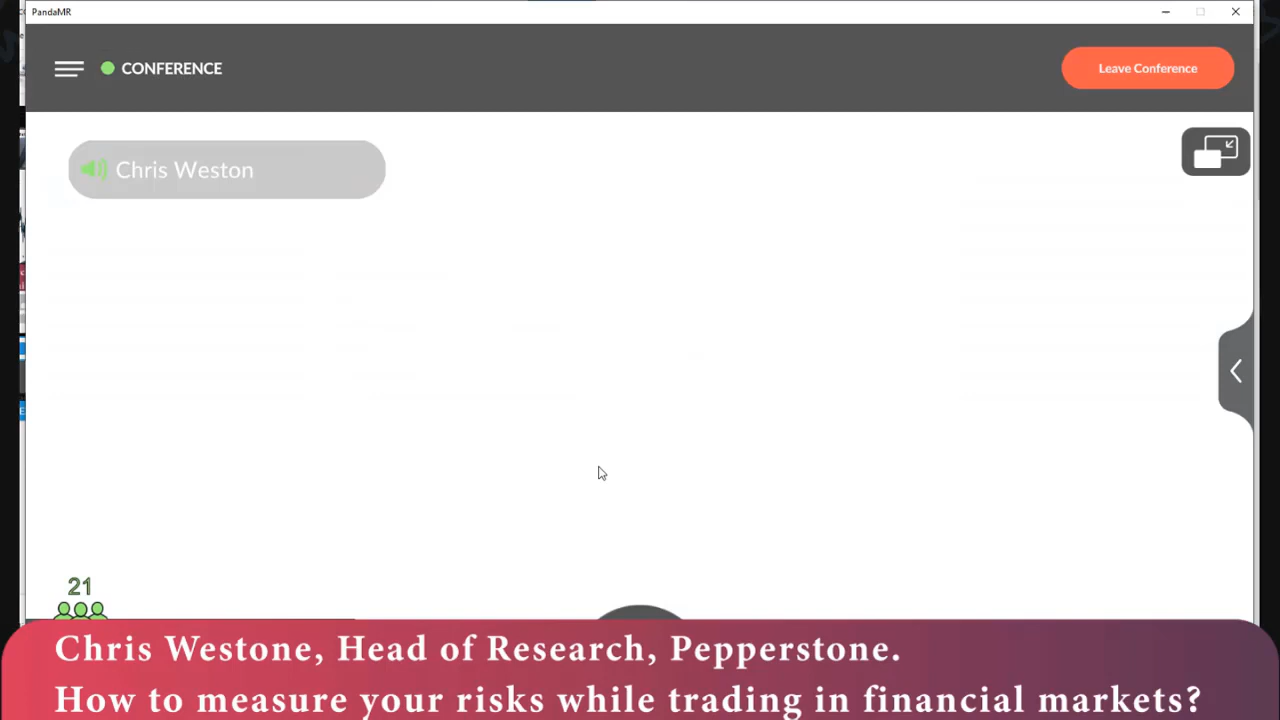 PandaMR
CONFERENCE
Leave Conference
Chris Weston
21
Chris Westone, Head of Research, Pepperstone.
How to measure your risks while trading in financial markets?